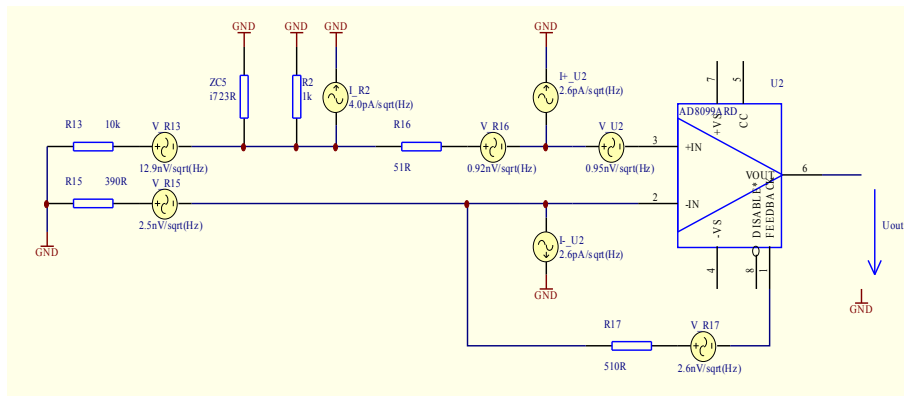 GND
GND
GND
GND
ZC5
i723R
R2
1k
I_R2
4.0pA/sqrt(Hz)
I+_U2
2.6pA/sqrt(Hz)
7
5
U2
AD8099ARD
+VS
CC
R13
10k
V_R13
12.9nV/sqrt(Hz)
R16
51R
V_R16
0.92nV/sqrt(Hz)
V_U2
0.95nV/sqrt(Hz)
3
+IN
VOUT
6
R15
390R
V_R15
2.5nV/sqrt(Hz)
2
-IN
GND
I-_U2
2.6pA/sqrt(Hz)
GND
-VS
DISABLE*
FEEDBACK
4
8
1
Uout
GND
R17
510R
V_R17
2.6nV/sqrt(Hz)